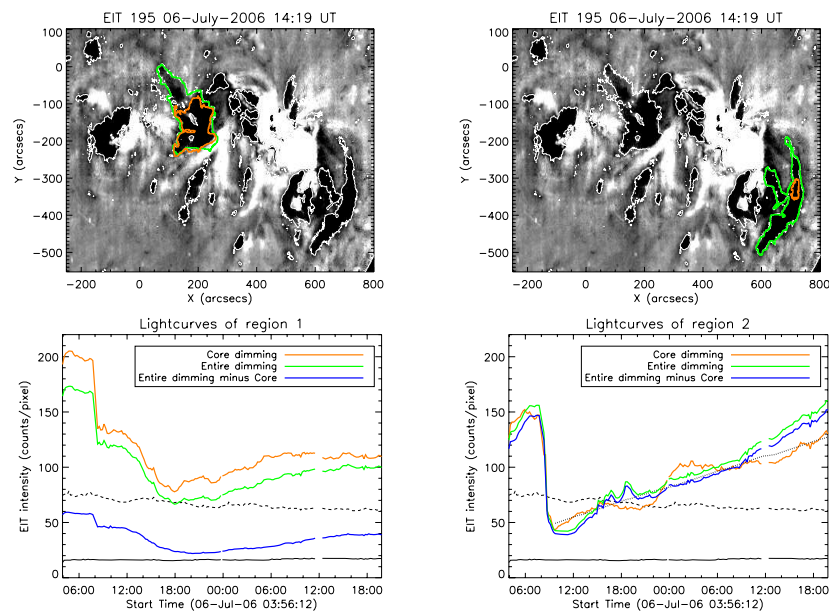 EIT 195 06-July-2006 14:19 UT
100
0
-100
-200
-300
-400
-500
Y (arcsecs)
-200
0
200
400
600
800
X (arcsecs)
EIT 195 06-July-2006 14:19 UT
100
0
-100
-200
-300
-400
-500
Y (arcsecs)
-200
0
200
400
600
800
X (arcsecs)
Lightcurves of region 1
Core dimming
Entire dimming
Entire dimming minus Core
200
150
100
50
0
EIT intensity (counts/pixel)
06:00
12:00
18:00
00:00
06:00
12:00
18:00
Start Time (06-Jul-06 03:56:12)
Lightcurves of region 2
Core dimming
Entire dimming
Entire dimming minus Core
200
150
100
50
0
EIT intensity (counts/pixel)
06:00
12:00
18:00
00:00
06:00
12:00
18:00
Start Time (06-Jul-06 03:56:12)